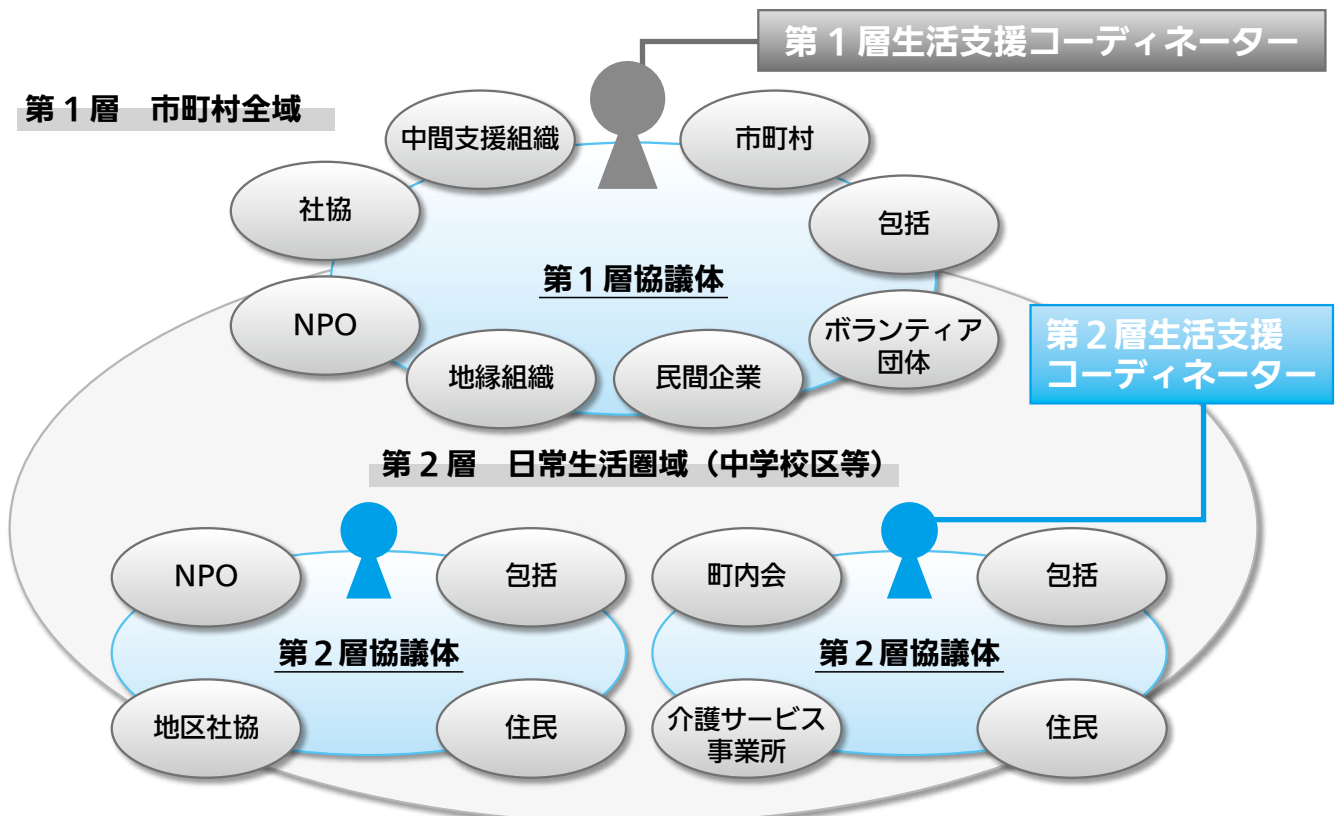 第1層生活支援コーディネーター
第1層　市町村全域
中間支援組織
市町村
社協
包括
第1層協議体
NPO
ボランティア
団体
地縁組織
民間企業
第2層生活支援
コーディネーター
第2層　日常生活圏域（中学校区等）
NPO
包括
第2層協議体
地区社協
住民
町内会
包括
第2層協議体
介護サービス
事業所
住民